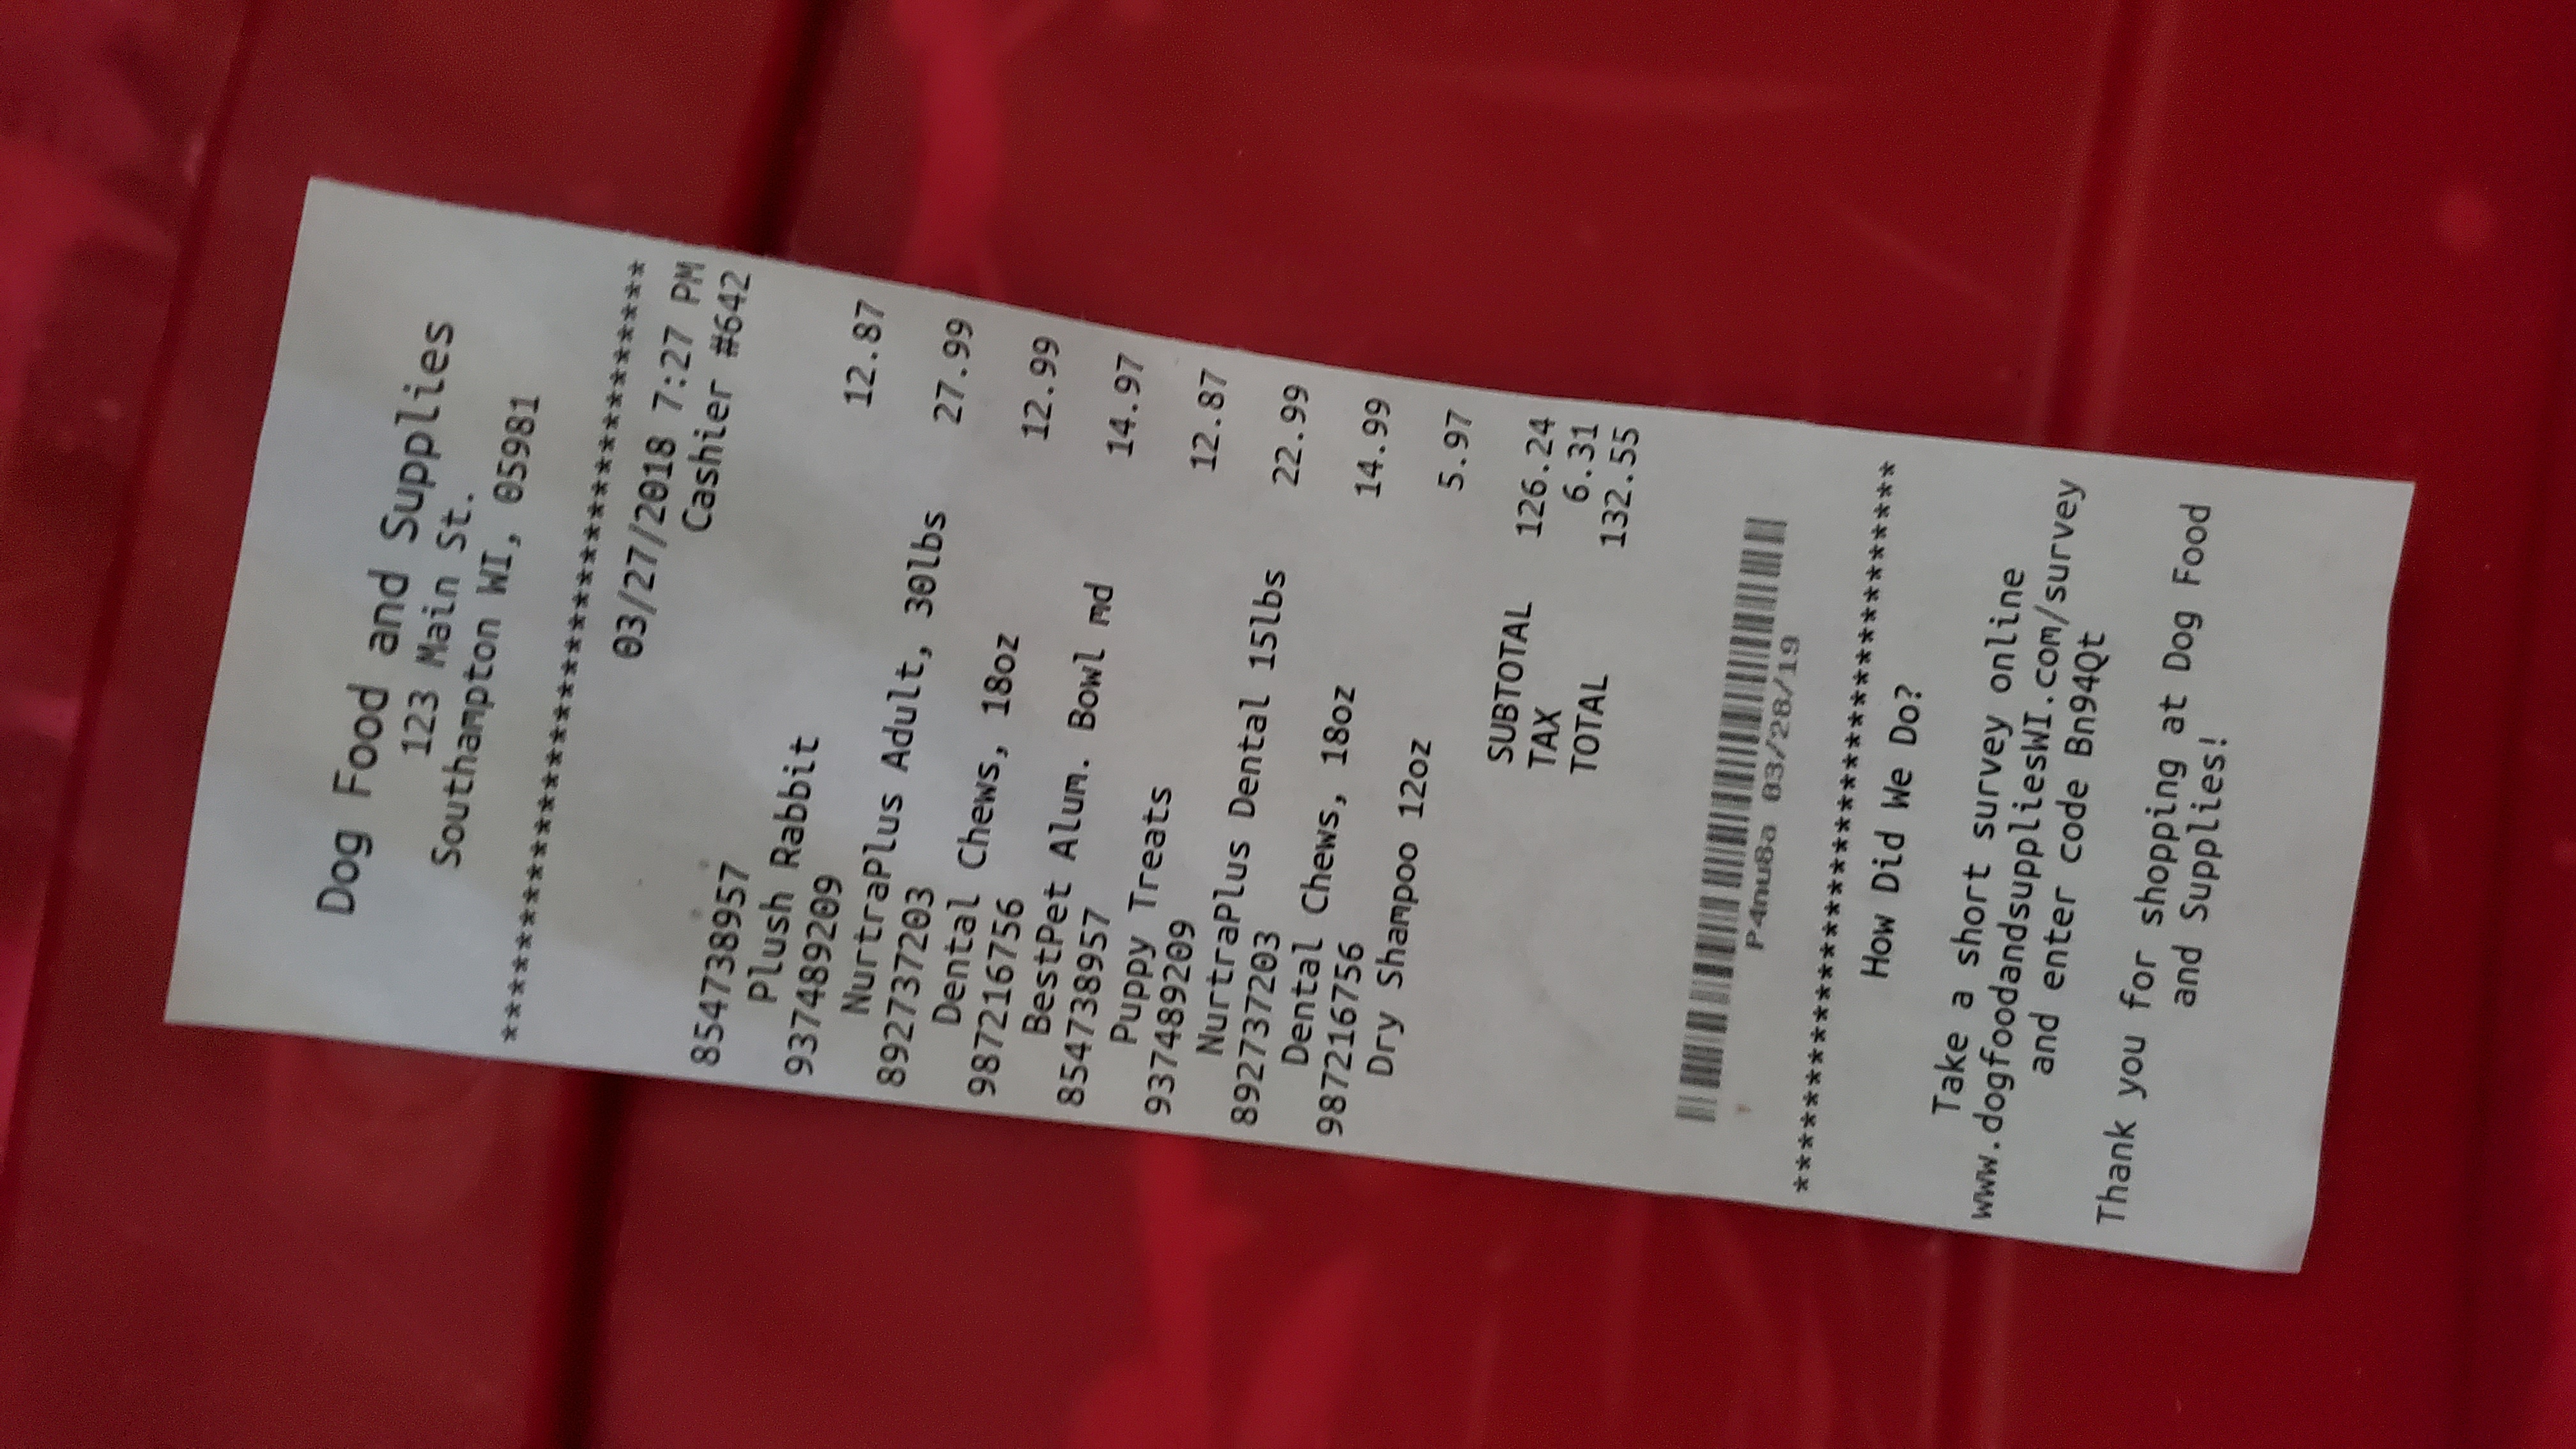 Dog Food and Supplies
123 Main St.
Southampton WI, 05981
**********************************
03/27/2018 7:27 PM
Cashier #642
854738957
Plush Rabbit 12.87
937489209
NurtraPlus Adult, 30lbs 27.99
892737203
Dental Chews, 18oz 12.99
987216756
BestPet Alum. Bowl md 14.97
854738957
Puppy Treats 12.87
937489209
NurtraPlus Dental 15lbs 22.99
892737203
Dental Chews, 18oz 14.99
987216756
Dry Shampoo 12oz 5.97
SUBTOTAL 126.24
TAX 6.31
TOTAL 132.55
P4nu8a 03/28/19
***********************************
How Did We Do?
Take a short survey online
www.dogfoodandsuppliesWI.com/survey
and enter code Bn94Qt
Thank you for shopping at Dog Food
and Supplies!